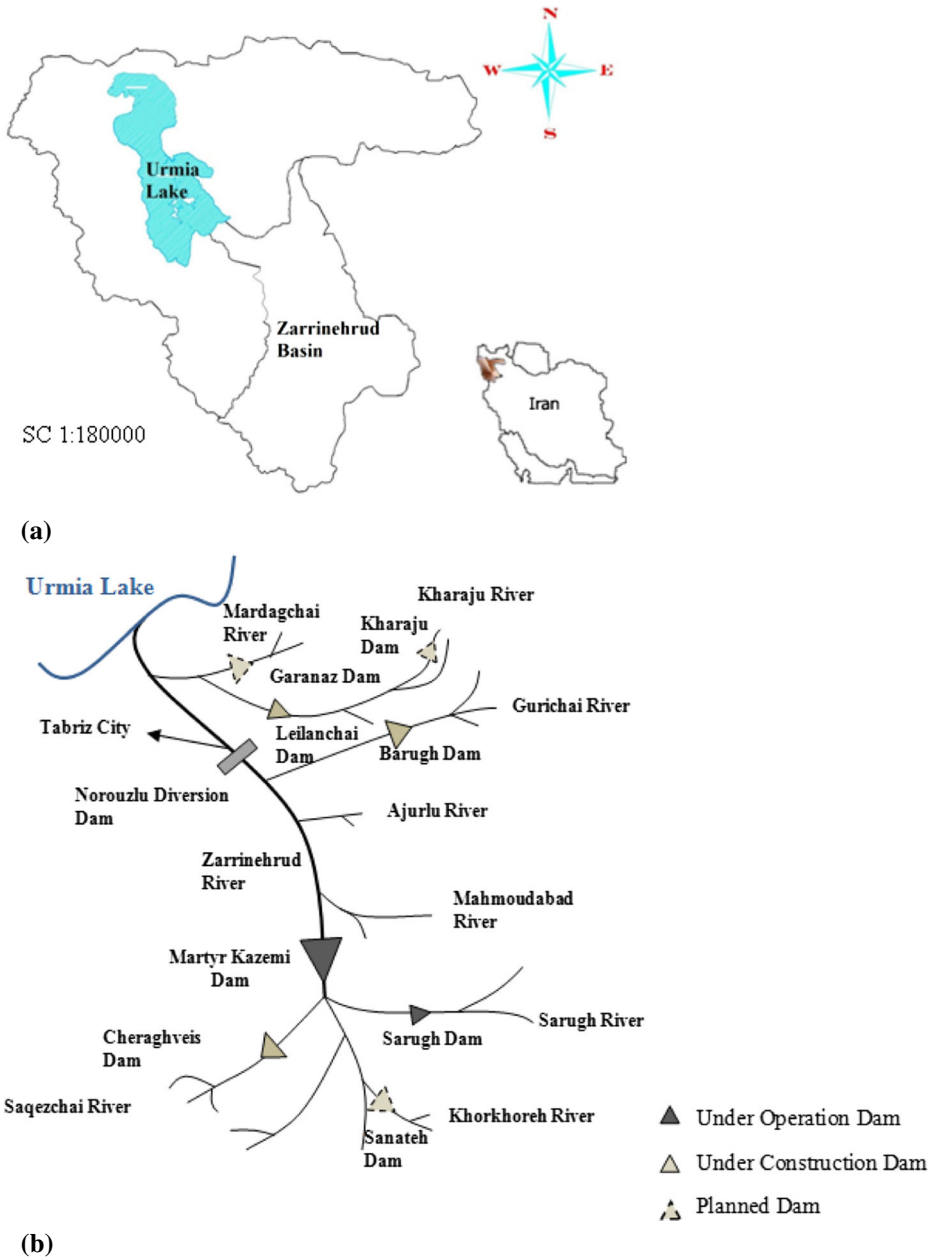 N
W
E
S
Urmia
Lake
Zarrinehrud
Basin
Iran
SC 1:180000
(a)
Urmia Lake
Mardagchai
River
Kharaju
Dam
Kharaju River
Garanaz Dam
Gurichai River
Tabriz City
Leilanchai
Dam
Barugh Dam
Norouzlu Diversion
Dam
Ajurlu River
Zarrinehrud
River
Mahmoudabad
River
Martyr Kazemi
Dam
Sarugh Dam
Sarugh River
Cheraghveis
Dam
Saqezchai River
Sanateh
Dam
Khorkhoreh River
Under Operation Dam
Under Construction Dam
Planned Dam
(b)